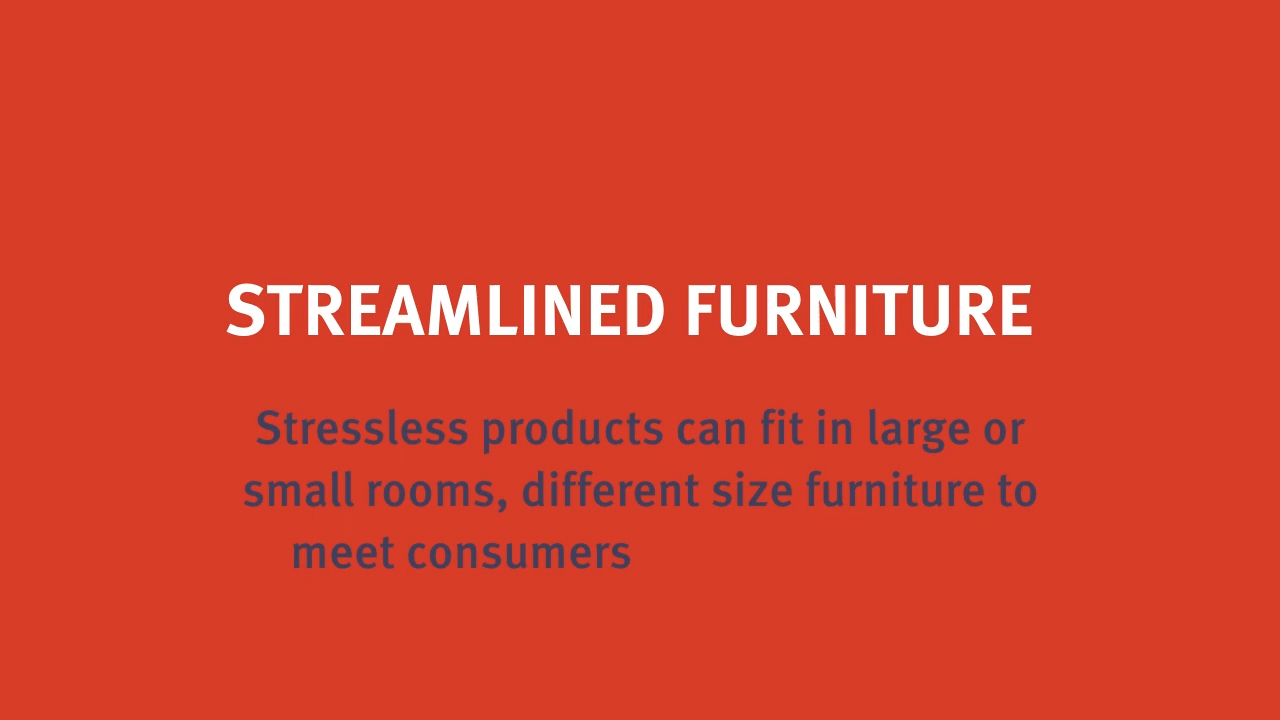 STREAMLINED FURNITURE
Stressless products can fit in large or
small rooms, different size furniture to
meet consumers